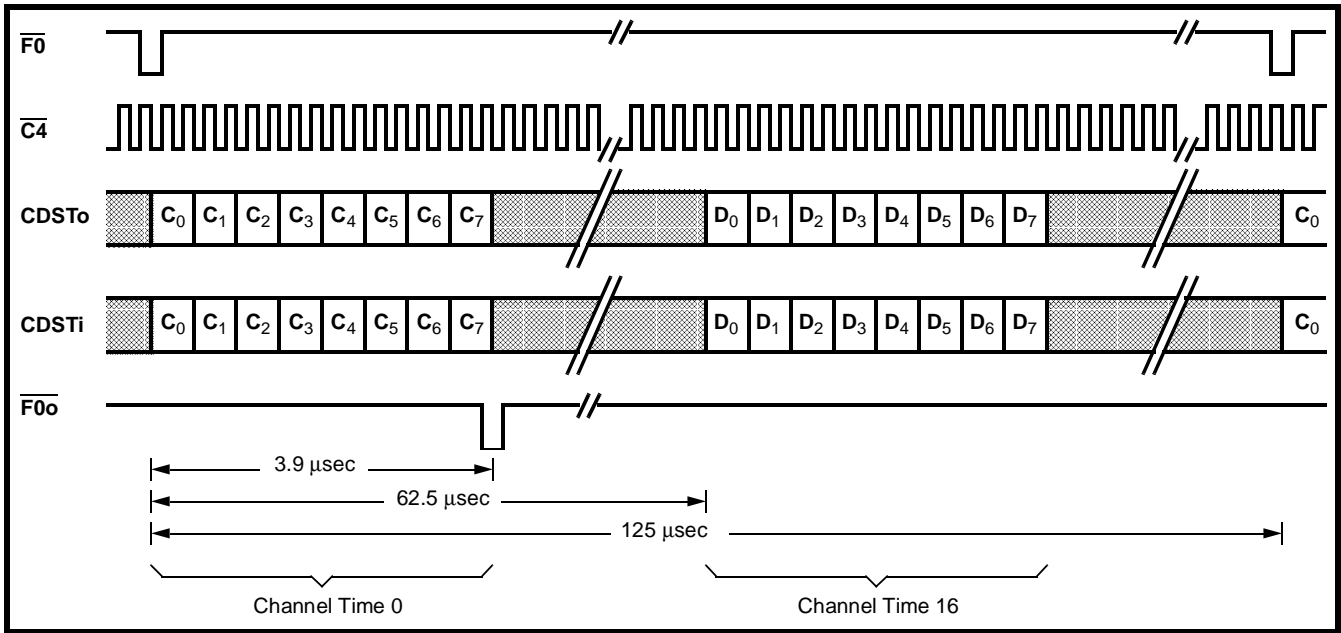 F0
C4
CDSTo C₀ C₁ C₂ C₃ C₄ C₅ C₆ C₇ D₀ D₁ D₂ D₃ D₄ D₅ D₆ D₇ C₀
CDSTi C₀ C₁ C₂ C₃ C₄ C₅ C₆ C₇ D₀ D₁ D₂ D₃ D₄ D₅ D₆ D₇ C₀
F0o
3.9 μsec
62.5 μsec
125 μsec
Channel Time 0 Channel Time 16